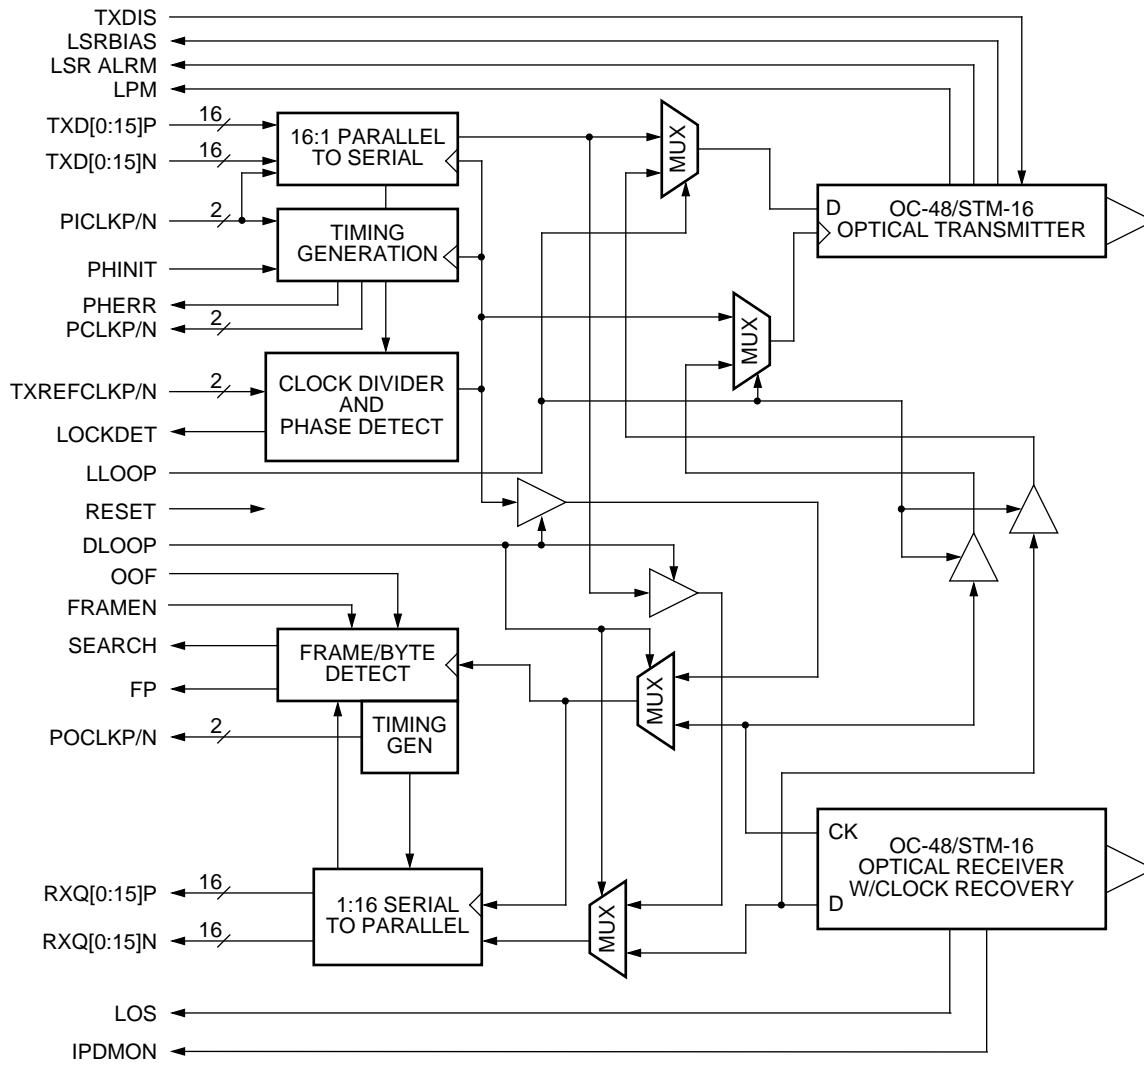 TXDIS
LSRBIAS
LSR ALRM
LPM
TXD[0:15]P
16
TXD[0:15]N
16
16:1 PARALLEL
TO SERIAL
MUX
PICLKP/N
2
TIMING
GENERATION
D
OC-48/STM-16
OPTICAL TRANSMITTER
PHINIT
PHERR
PCLKP/N
2
MUX
TXREFCLKP/N
2
CLOCK DIVIDER
AND
PHASE DETECT
LOCKDET
LLOOP
RESET
DLOOP
OOF
FRAMEN
SEARCH
FRAME/BYTE
DETECT
FP
MUX
POCLKP/N
2
TIMING
GEN
CK
D
OC-48/STM-16
OPTICAL RECEIVER
W/CLOCK RECOVERY
RXQ[0:15]P
16
RXQ[0:15]N
16
1:16 SERIAL
TO PARALLEL
MUX
LOS
IPDMON